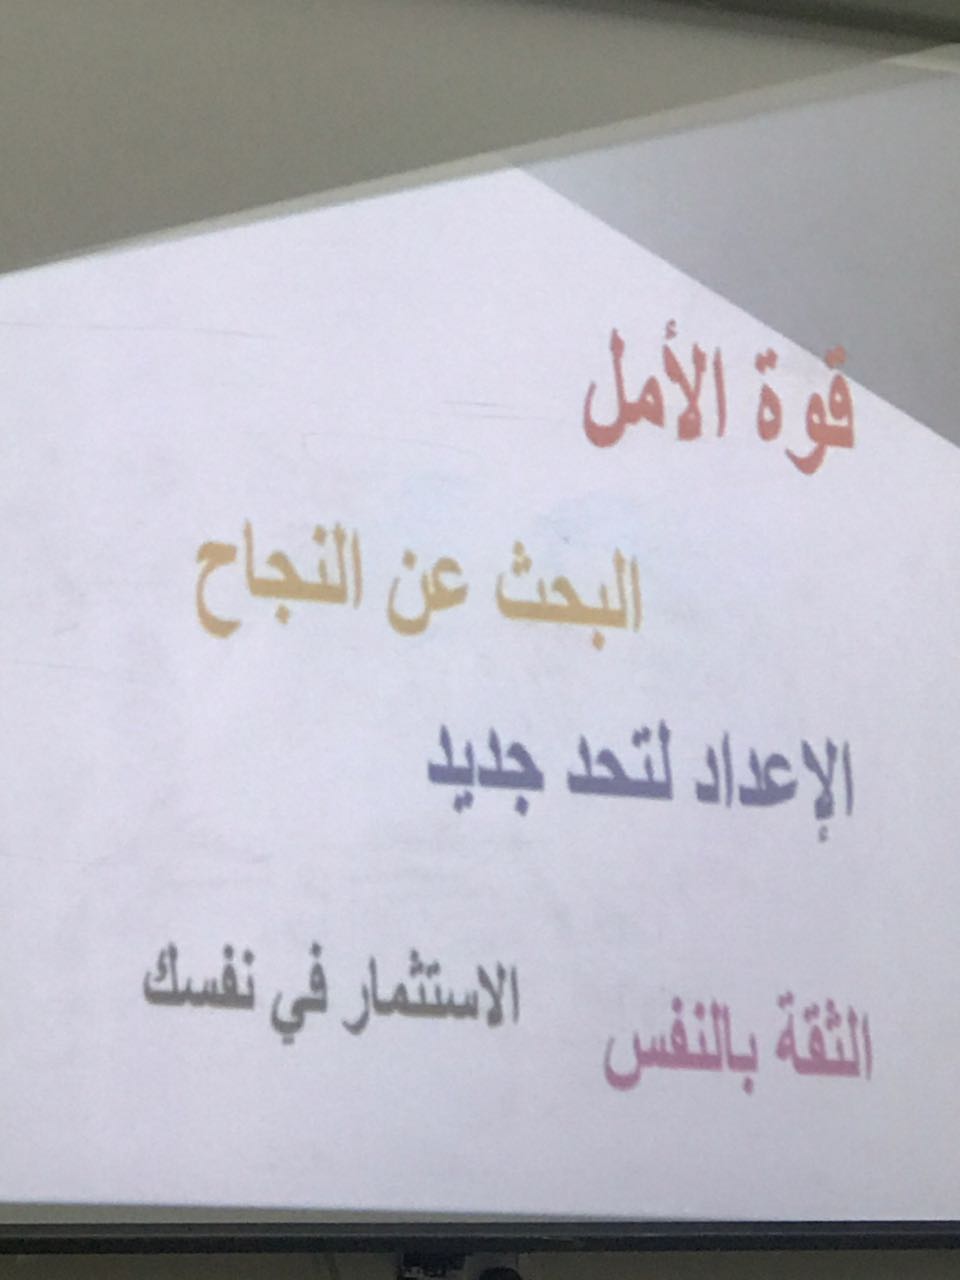 قوة الأمل
البحث عن النجاح
الإعداد لتحد جديد
الثقة بالنفس
الاستثمار في نفسك